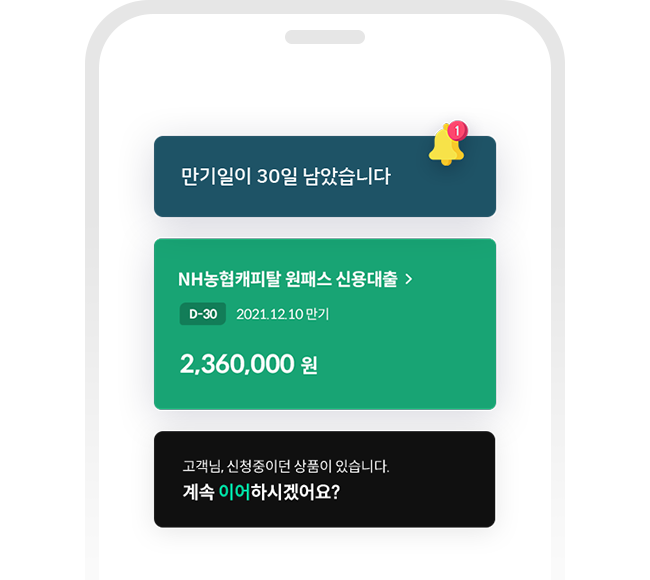 1
만기일이 30일 남았습니다
NH농협캐피탈 원패스 신용대출 >
D-30 2021.12.10 만기
2,360,000 원
고객님, 신청중이던 상품이 있습니다.
계속 이어하시겠어요?